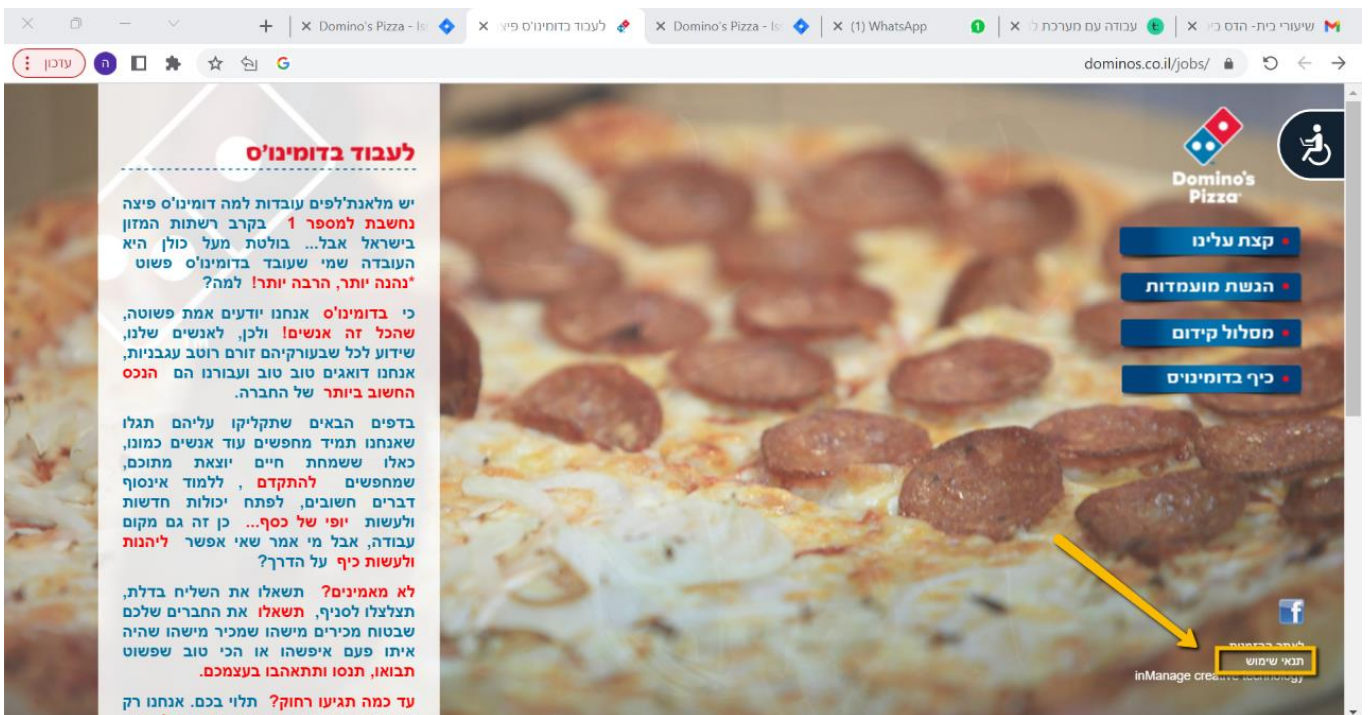 שיעורי בית- הדס כי
עבודה עם מערכת ל
(1) WhatsApp
Domino's Pizza - Is
לעבוד בדומינו'ס פיצ
Domino's Pizza - Is
dominos.co.il/jobs/
ה
עדכון
Domino's
Pizza
קצת עלינו
הגשת מועמדות
מסלול קידום
כיף בדומינו'ס
לעבוד בדומינו'ס
יש מלאנת'לפים עובדות למה דומינו'ס פיצה
נחשבת למספר 1 בקרב רשתות המזון
בישראל אבל... בולטת מעל כולן היא
העובדה שמי שעובד בדומינו'ס פשוט
*נהנה יותר, הרבה יותר! למה?
כי בדומינו'ס אנחנו יודעים אמת פשוטה,
שהכל זה אנשים! ולכן, לאנשים שלנו,
שידוע לכל שבעורקיהם זורם רוטב עגבניות,
אנחנו דואגים טוב טוב ועבורנו הם הנכס
החשוב ביותר של החברה.
בדפים הבאים שתקליקו עליהם תגלו
שאנחנו תמיד מחפשים עוד אנשים כמונו,
כאלו ששמחת חיים יוצאת מתוכם,
שמחפשים להתקדם , ללמוד אינסוף
דברים חשובים, לפתח יכולות חדשות
ולעשות יופי של כסף... כן זה גם מקום
עבודה, אבל מי אמר שאי אפשר ליהנות
ולעשות כיף על הדרך?
לא מאמינים? תשאלו את השליח בדלת,
תצלצלו לסניף, תשאלו את החברים שלכם
שבטוח מכירים מישהו שמכיר מישהו שהיה
איתו פעם איפשהו או הכי טוב שפשוט
תבואו, תנסו ותתאהבו בעצמכם.
עד כמה תגיעו רחוק? תלוי בכם. אנחנו רק
תנאי שימוש
inManage creative technology